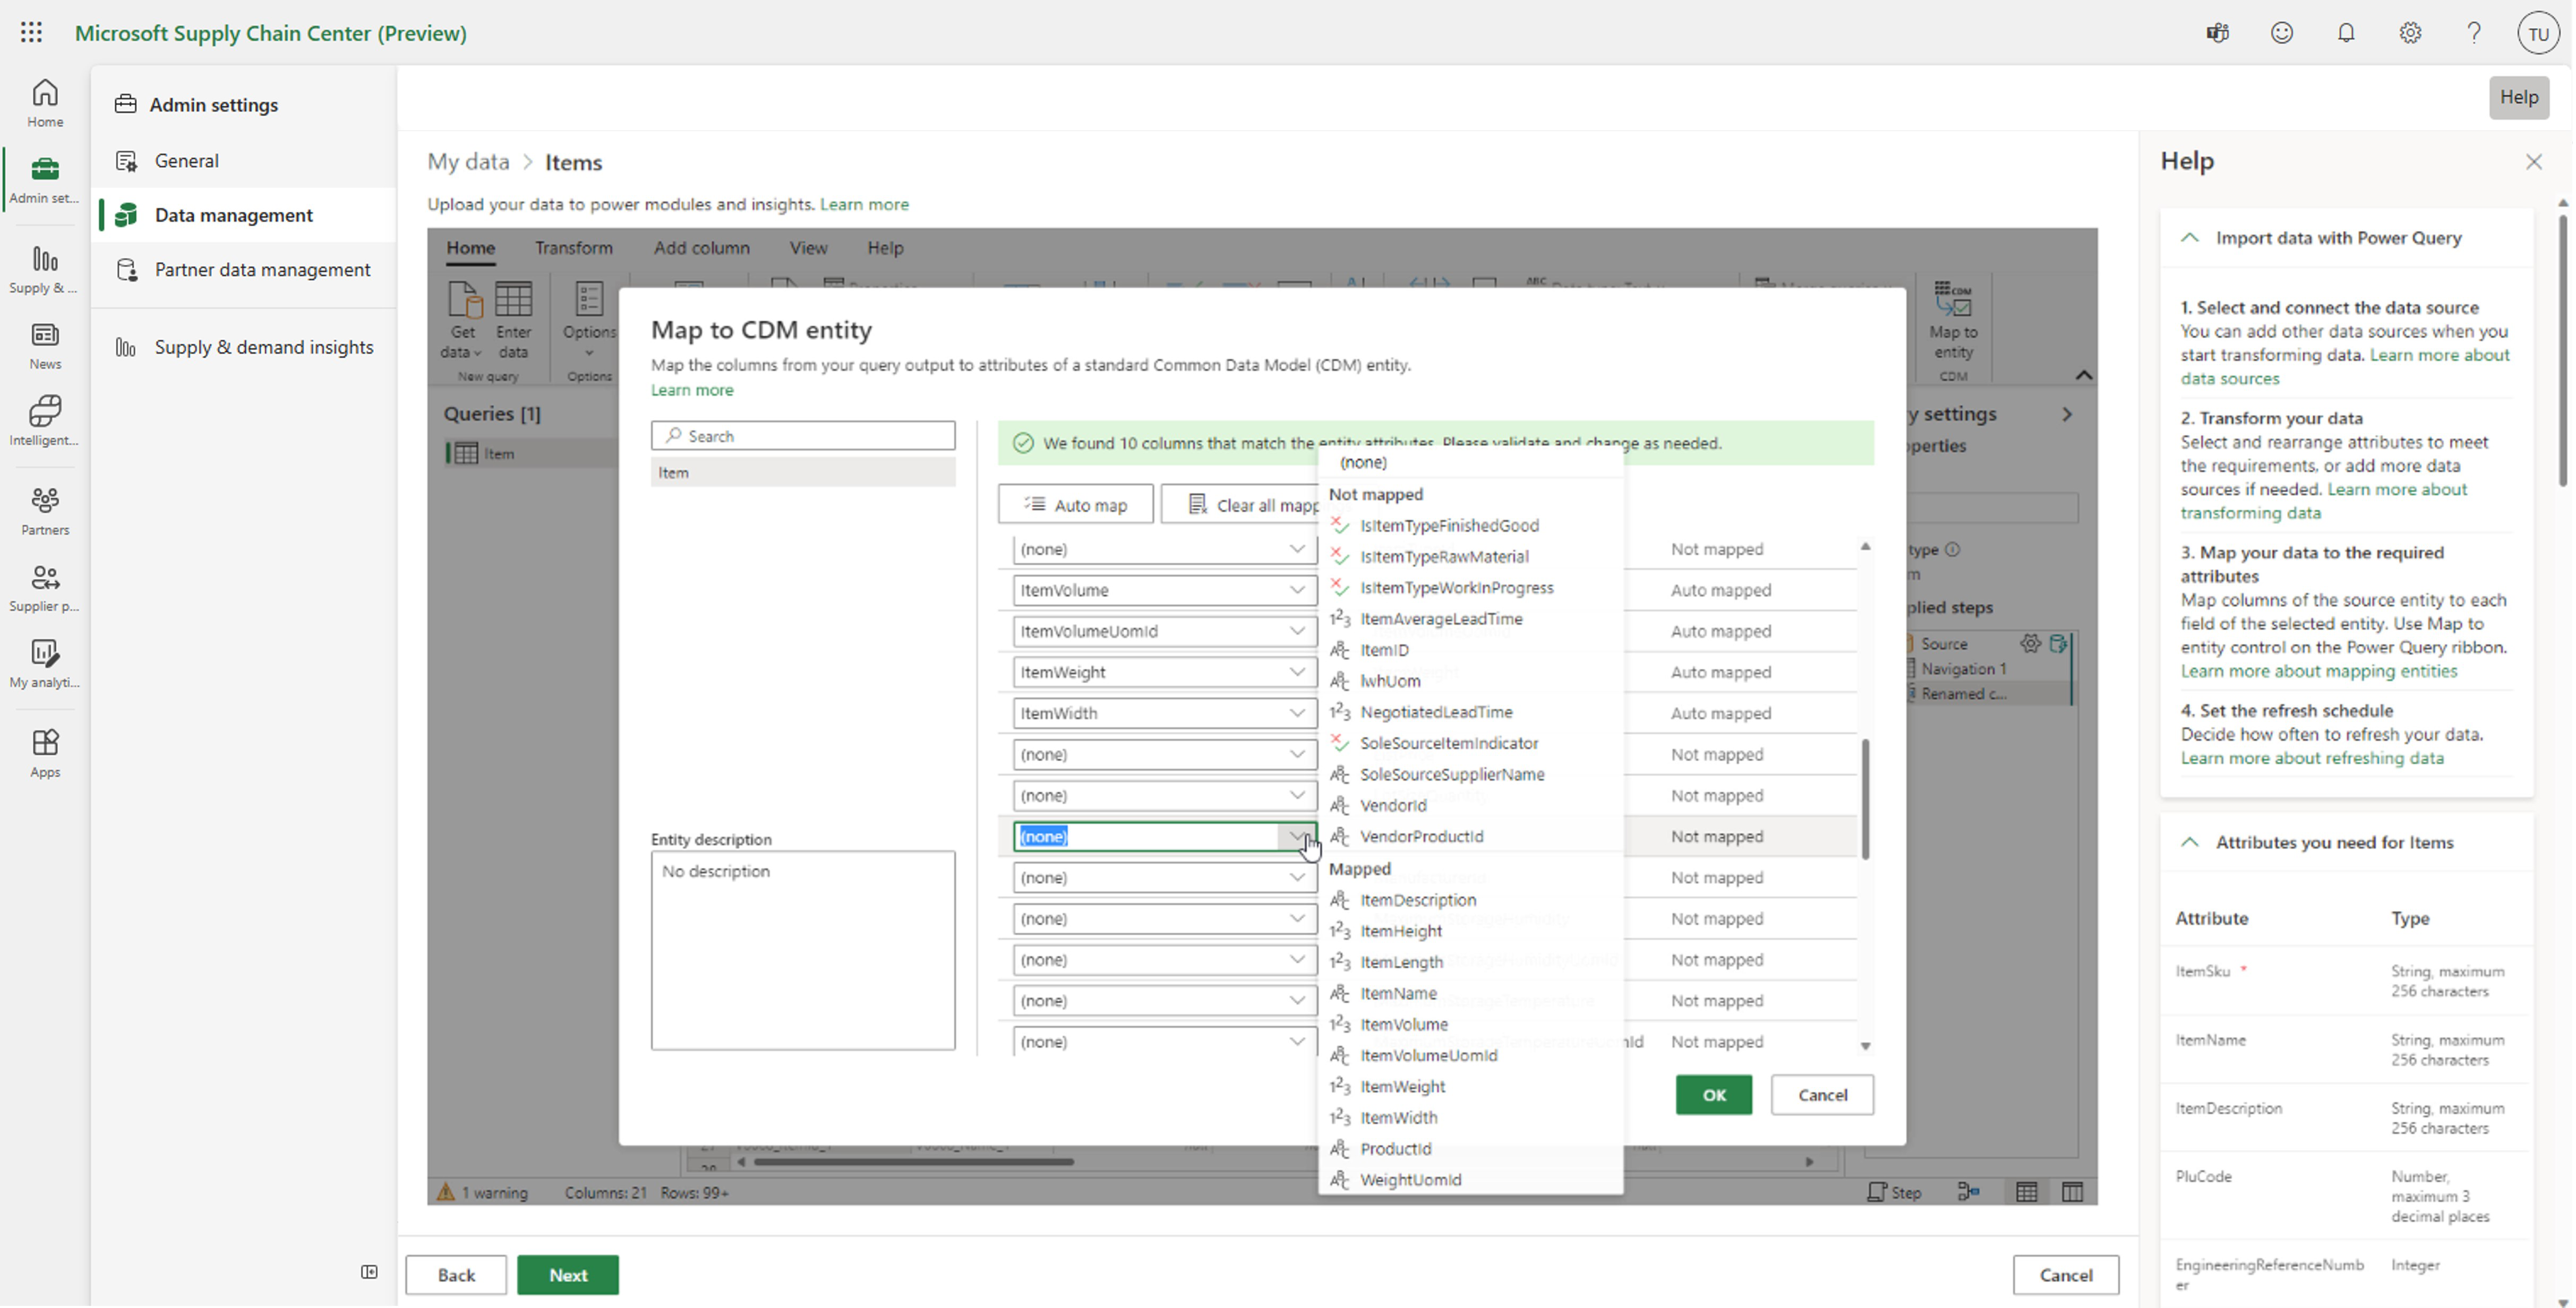 Microsoft Supply Chain Center (Preview)
TU
Home
Admin set...
Supply & ...
News
Intelligent...
Partners
Supplier p...
My analyti...
Apps
Admin settings
General
Data management
Partner data management
Supply & demand insights
Help
My data > Items
Upload your data to power modules and insights. Learn more
Home Transform Add column View Help
Get data
Enter data
Options
New query
Options
Map to entity
CDM
CDM
Queries [1]
Item
Map to CDM entity
Map the columns from your query output to attributes of a standard Common Data Model (CDM) entity.
Learn more
Search
Item
Entity description
No description
We found 10 columns that match the entity attributes. Please validate and change as needed.
Auto map
Clear all mapp
(none) Not mapped
ItemVolume Auto mapped
ItemVolumeUomId Auto mapped
ItemWeight Auto mapped
ItemWidth Auto mapped
(none) Not mapped
(none) Not mapped
(none) Not mapped
(none) Not mapped
(none) Not mapped
(none) Not mapped
(none) Not mapped
(none) Not mapped
(none)
Not mapped
IsItemTypeFinishedGood
IsItemTypeRawMaterial
IsItemTypeWorkInProgress
ItemAverageLeadTime
ItemID
lwhUom
NegotiatedLeadTime
SoleSourceItemIndicator
SoleSourceSupplierName
VendorId
VendorProductId
Mapped
ItemDescription
ItemHeight
ItemLength
ItemName
ItemVolume
ItemVolumeUomId
ItemWeight
ItemWidth
ProductId
WeightUomId
OK
Cancel
y settings
perties
type
plied steps
Source
Navigation 1
Renamed c...
1 warning Columns: 21 Rows: 99+
Step
Back
Next
Cancel
Help
Import data with Power Query
1. Select and connect the data source
You can add other data sources when you
start transforming data. Learn more about
data sources
2. Transform your data
Select and rearrange attributes to meet
the requirements, or add more data
sources if needed. Learn more about
transforming data
3. Map your data to the required
attributes
Map columns of the source entity to each
field of the selected entity. Use Map to
entity control on the Power Query ribbon.
Learn more about mapping entities
4. Set the refresh schedule
Decide how often to refresh your data.
Learn more about refreshing data
Attributes you need for Items
Attribute Type
ItemSku * String, maximum
256 characters
ItemName String, maximum
256 characters
ItemDescription String, maximum
256 characters
PluCode Number,
maximum 3
decimal places
EngineeringReferenceNumb Integer
er